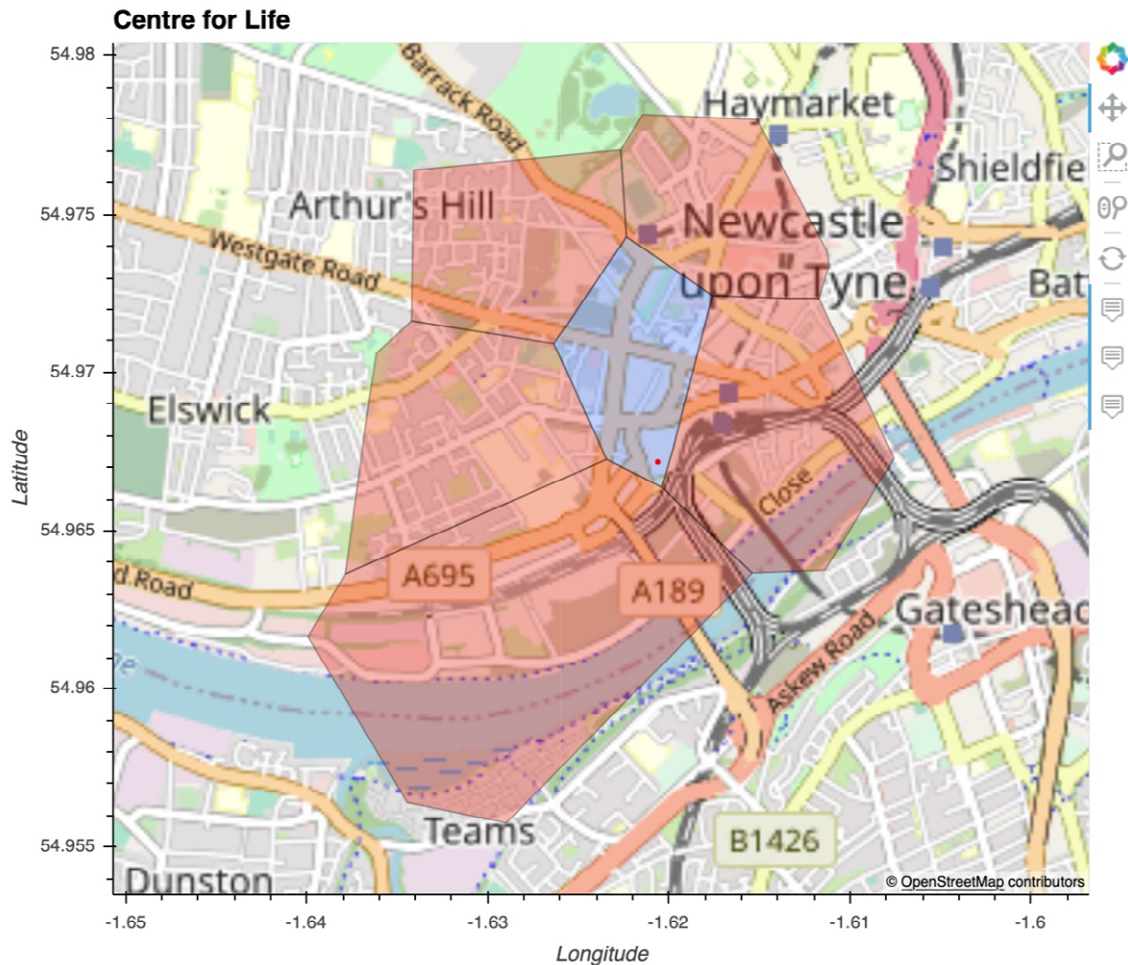 Centre for Life
54.98
54.975
54.97
54.965
54.96
54.955
Latitude
Barrack Road
Haymarket
Shieldfie
Arthur's Hill
Newcastle
upon Tyne
Westgate Road
Bat
Elswick
Close
d Road
A695
A189
Gateshead
Askew Road
Teams
B1426
Dunston
© OpenStreetMap contributors
-1.65
-1.64
-1.63
-1.62
-1.61
-1.6
Longitude